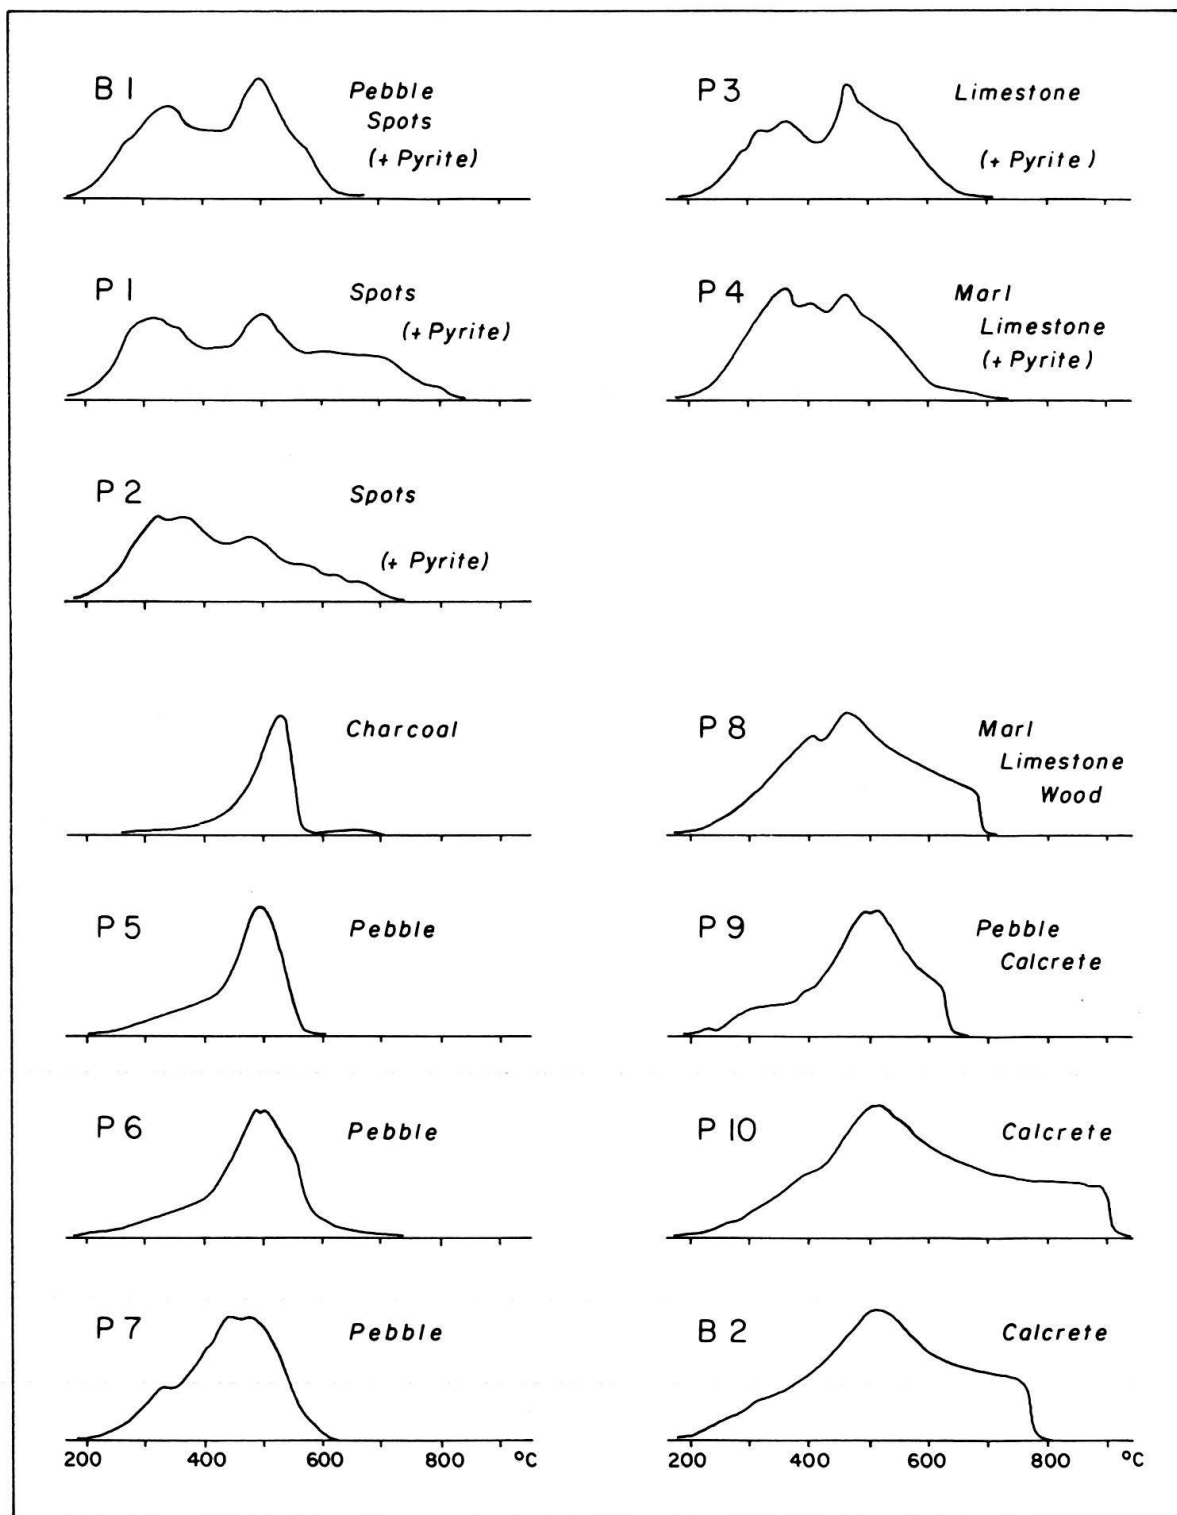 B 1
Pebble
Spots
(+ Pyrite)
P 1
Spots
(+ Pyrite)
P 2
Spots
(+ Pyrite)
P 3
Limestone
(+ Pyrite)
P 4
Marl
Limestone
(+ Pyrite)
Charcoal
P 5
Pebble
P 6
Pebble
P 7
Pebble
200 400 600 800 °C
P 8
Marl
Limestone
Wood
P 9
Pebble
Calcrete
P 10
Calcrete
B 2
Calcrete
200 400 600 800 °C